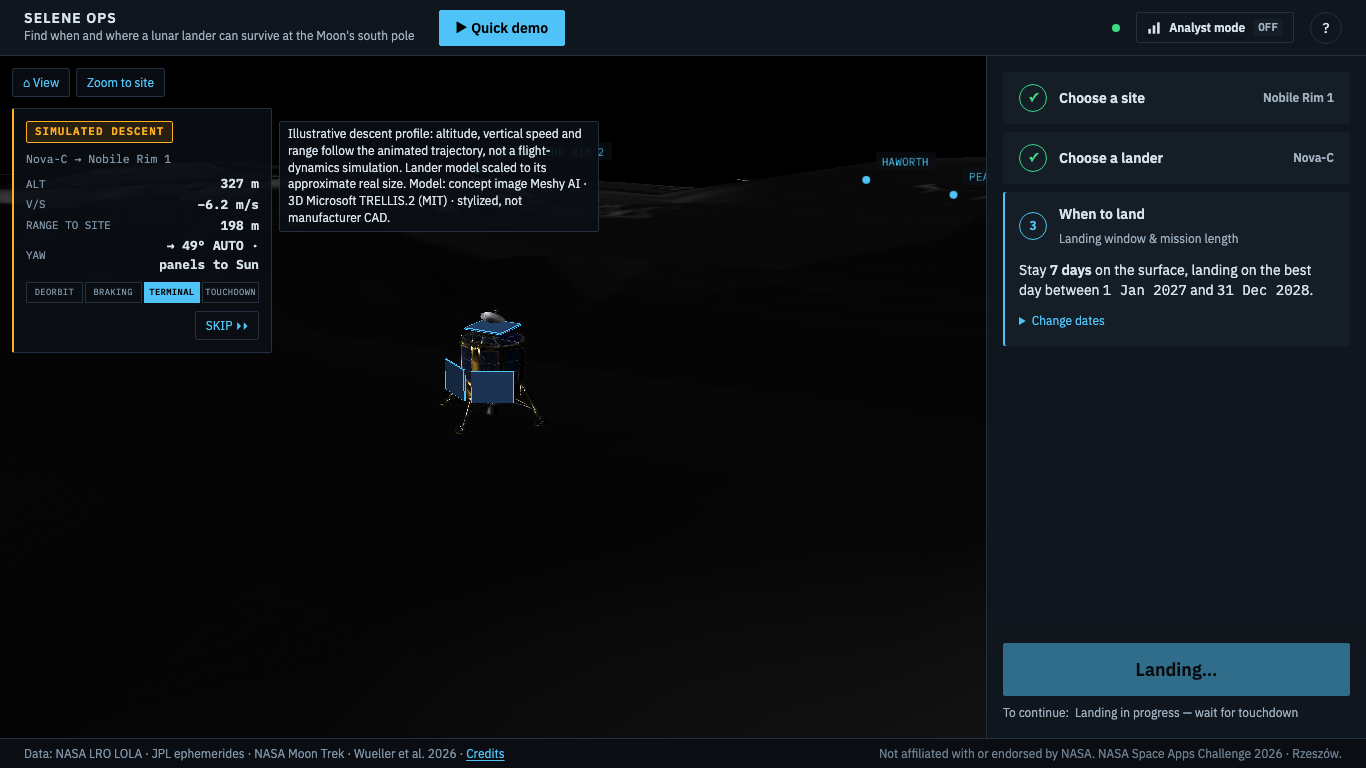 SELENE OPS
Find when and where a lunar lander can survive at the Moon's south pole
▶ Quick demo
Analyst mode OFF
?
⌂ View
Zoom to site
SIMULATED DESCENT
Nova-C → Nobile Rim 1
ALT 327 m
V/S −6.2 m/s
RANGE TO SITE 198 m
YAW → 49° AUTO · panels to Sun
DEORBIT BRAKING TERMINAL TOUCHDOWN
SKIP
Illustrative descent profile: altitude, vertical speed and
range follow the animated trajectory, not a flight-
dynamics simulation. Lander model scaled to its
approximate real size. Model: concept image Meshy AI ·
3D Microsoft TRELLIS.2 (MIT) · stylized, not
manufacturer CAD.
2
HAWORTH
PEA
✓ Choose a site Nobile Rim 1
✓ Choose a lander Nova-C
3 When to land
Landing window & mission length
Stay 7 days on the surface, landing on the best
day between 1 Jan 2027 and 31 Dec 2028.
▶ Change dates
Landing…
To continue: Landing in progress — wait for touchdown
Data: NASA LRO LOLA · JPL ephemerides · NASA Moon Trek · Wueller et al. 2026 · Credits
Not affiliated with or endorsed by NASA. NASA Space Apps Challenge 2026 · Rzeszów.